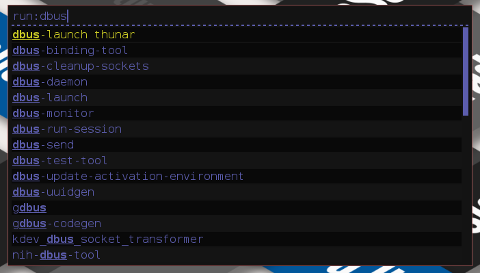 run:dbus
dbus-launch thunar
dbus-binding-tool
dbus-cleanup-sockets
dbus-daemon
dbus-launch
dbus-monitor
dbus-run-session
dbus-send
dbus-test-tool
dbus-update-activation-environment
dbus-uuidgen
gdbus
gdbus-codegen
kdev_dbus_socket_transformer
nih-dbus-tool